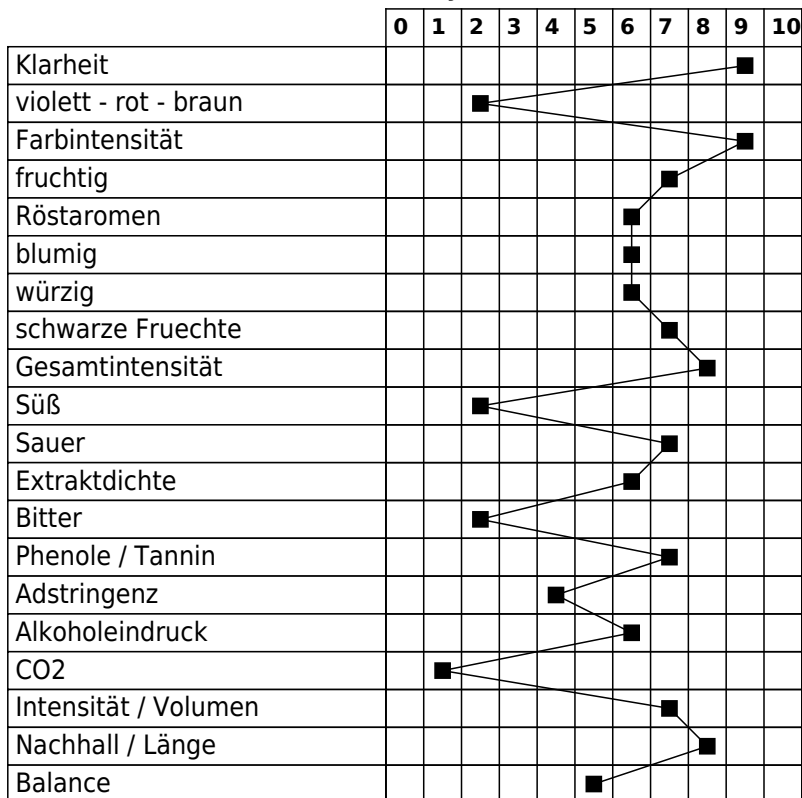 0 1 2 3 4 5 6 7 8 9 10
Klarheit
violett - rot - braun
Farbintensität
fruchtig
Röstaromen
blumig
würzig
schwarze Fruechte
Gesamtintensität
Süß
Sauer
Extraktdichte
Bitter
Phenole / Tannin
Adstringenz
Alkoholeindruck
CO2
Intensität / Volumen
Nachhall / Länge
Balance